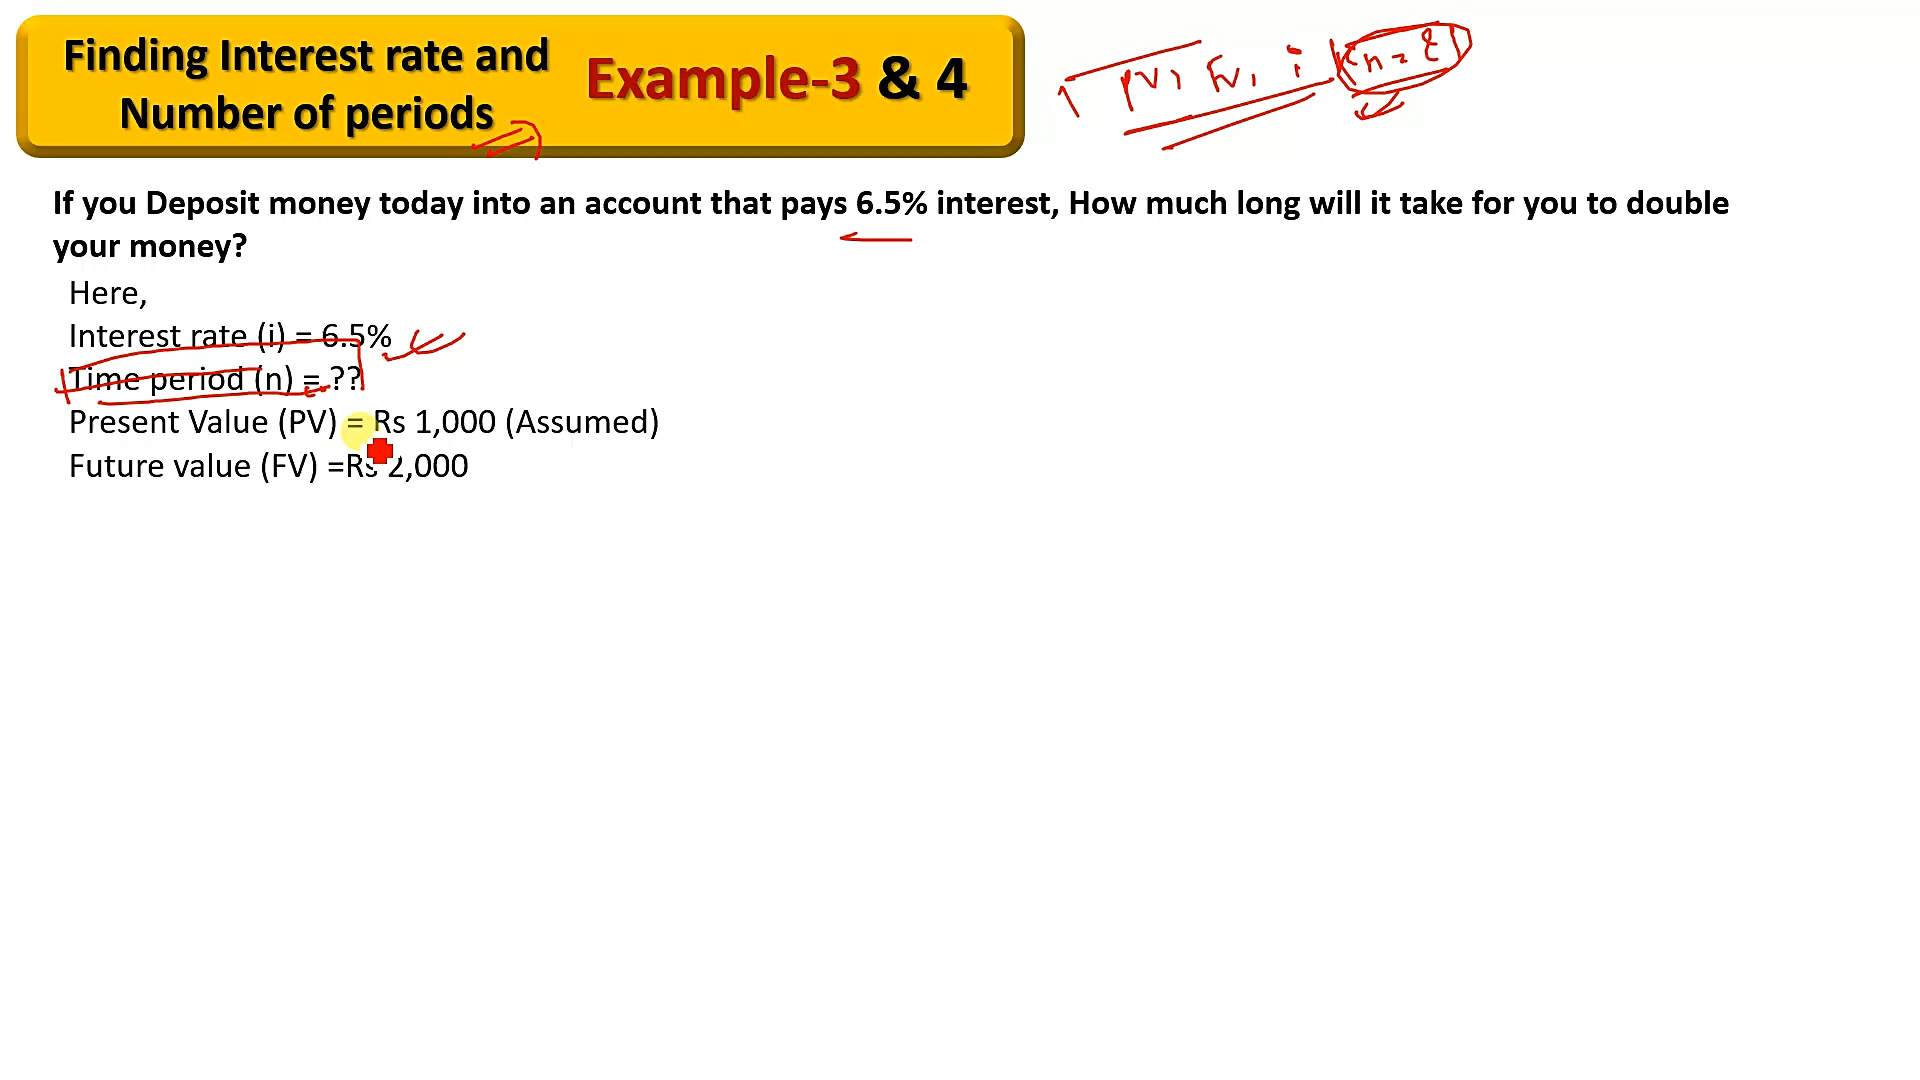 Finding Interest rate and
Number of periods
Example-3 & 4
PV, FV, i
n = ?
If you Deposit money today into an account that pays 6.5% interest, How much long will it take for you to double
your money?
Here,
Interest rate (i) = 6.5%
Time period (n) = ??
Present Value (PV) = Rs 1,000 (Assumed)
Future value (FV) =Rs 2,000